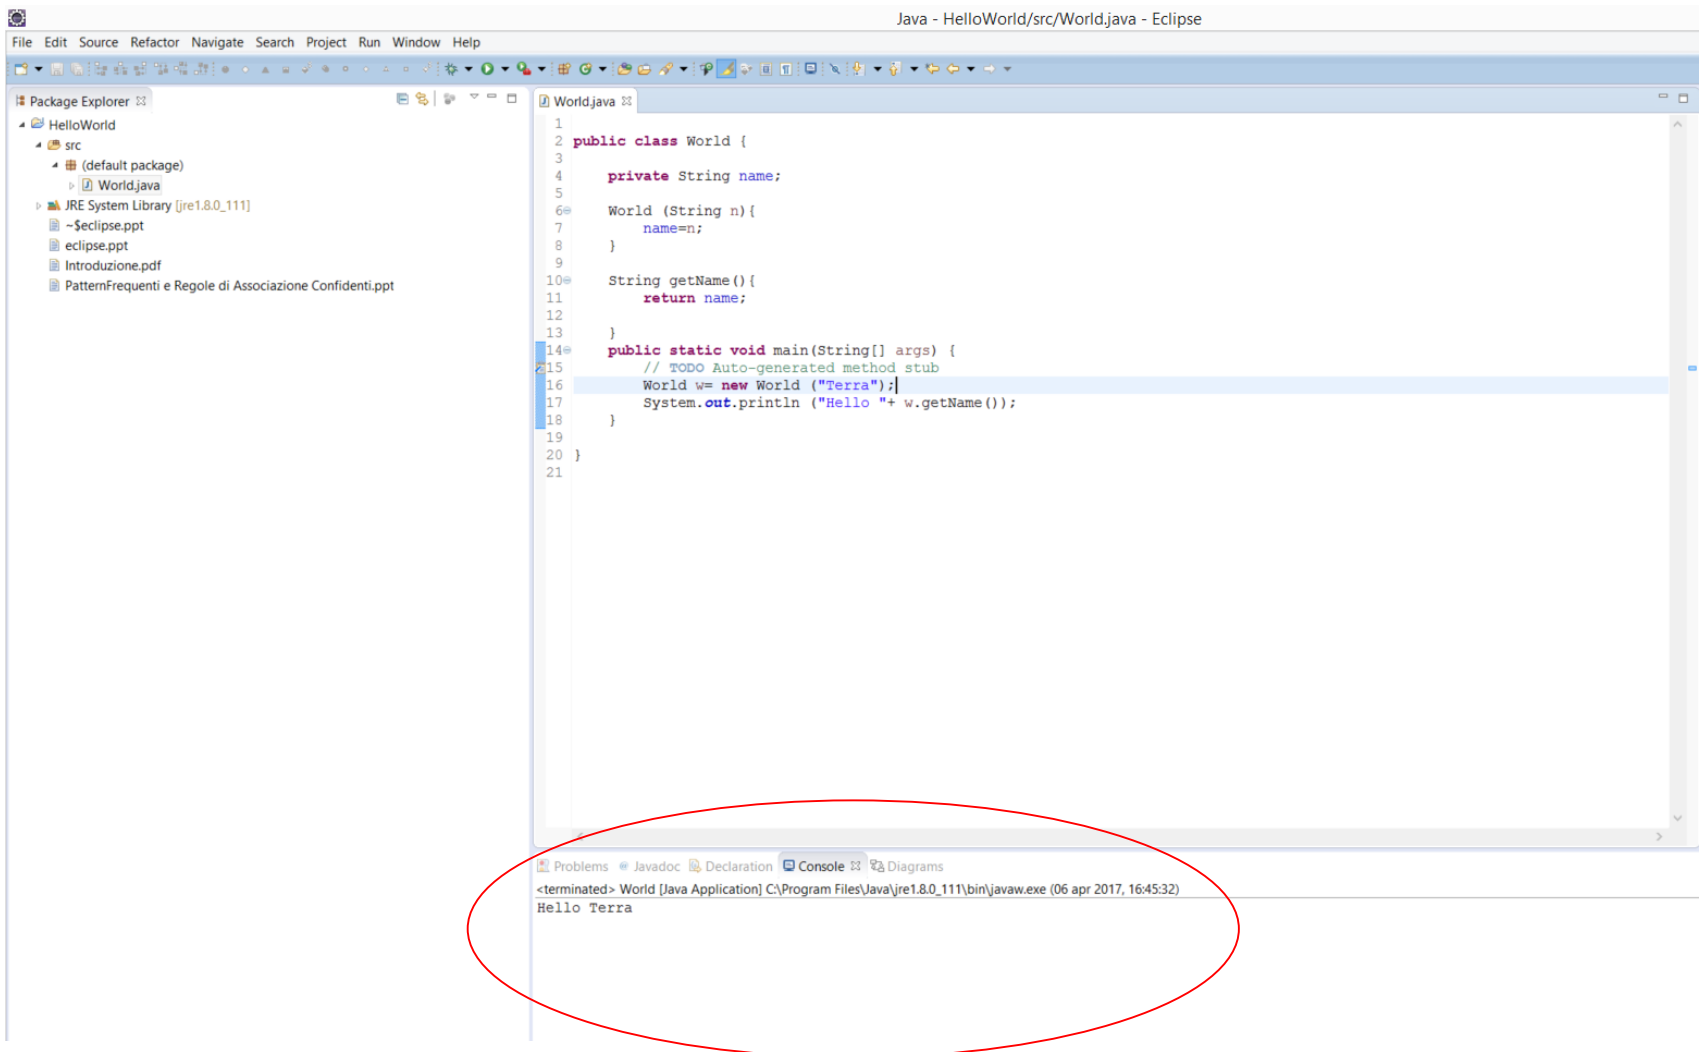 Java - HelloWorld/src/World.java - Eclipse
File Edit Source Refactor Navigate Search Project Run Window Help
Package Explorer
HelloWorld
src
(default package)
World.java
JRE System Library [jre1.8.0_111]
~$eclipse.ppt
eclipse.ppt
Introduzione.pdf
PatternFrequenti e Regole di Associazione Confidenti.ppt
World.java
1
2 public class World {
3
4 private String name;
5
6 World (String n){
7 name=n;
8 }
9
10 String getName(){
11 return name;
12
13 }
14 public static void main(String[] args) {
15 // TODO Auto-generated method stub
16 World w= new World ("Terra");
17 System.out.println ("Hello "+ w.getName());
18 }
19
20 }
21
Problems Javadoc Declaration Console Diagrams
<terminated> World [Java Application] C:\Program Files\Java\jre1.8.0_111\bin\javaw.exe (06 apr 2017, 16:45:32)
Hello Terra